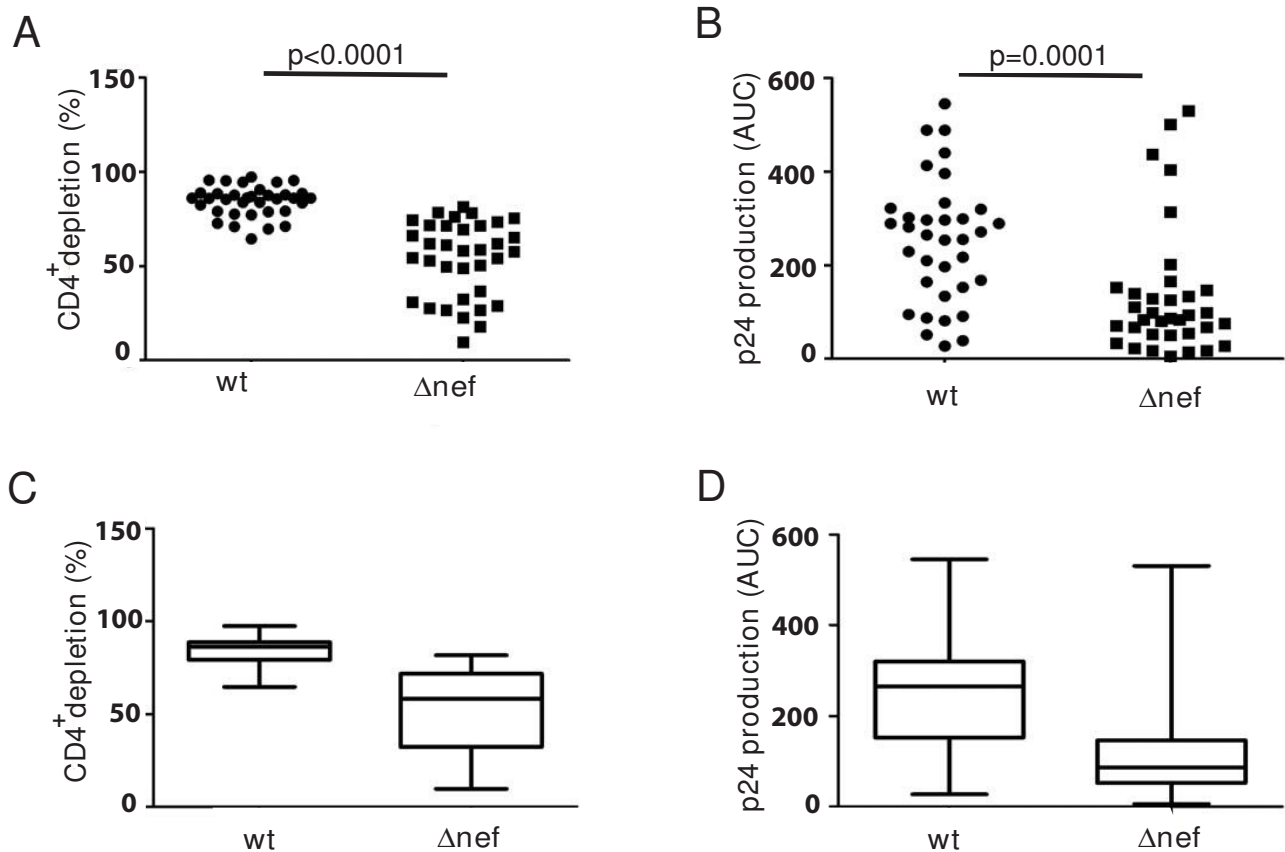 A
p<0.0001
CD4+ depletion (%)
150
100
50
0
wt
Δnef
B
p=0.0001
p24 production (AUC)
600
400
200
0
wt
Δnef
C
CD4+ depletion (%)
150
100
50
0
wt
Δnef
D
p24 production (AUC)
600
400
200
0
wt
Δnef